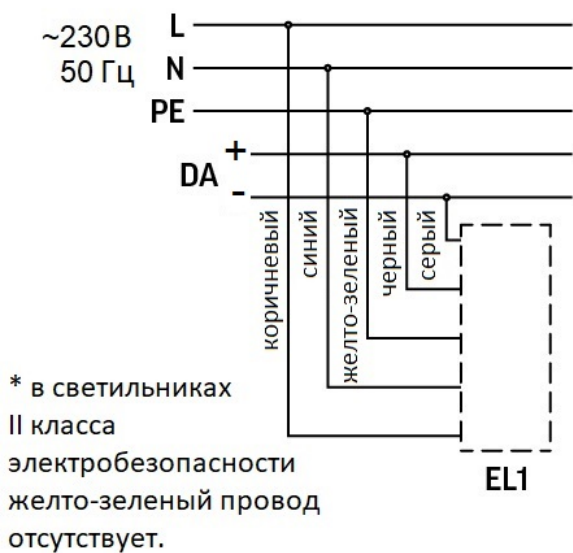 ~230В
50 Гц
L
N
PE
DA
+
-
коричневый
синий
желто-зеленый
черный
серый
EL1
* в светильниках
II класса
электробезопасности
желто-зеленый провод
отсутствует.